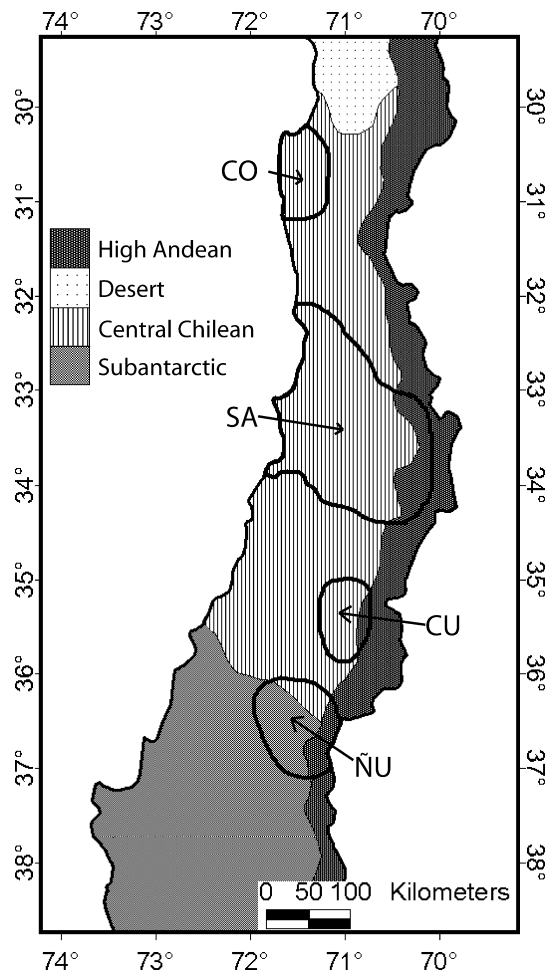 74° 73° 72° 71° 70°
30° 30°
CO
31° 31°
High Andean
Desert
32° 32°
Central Chilean
Subantarctic
33° 33°
SA
34° 34°
35° 35°
CU
36° 36°
ÑU
37° 37°
38° 38°
0 50 100 Kilometers
74° 73° 72° 71° 70°